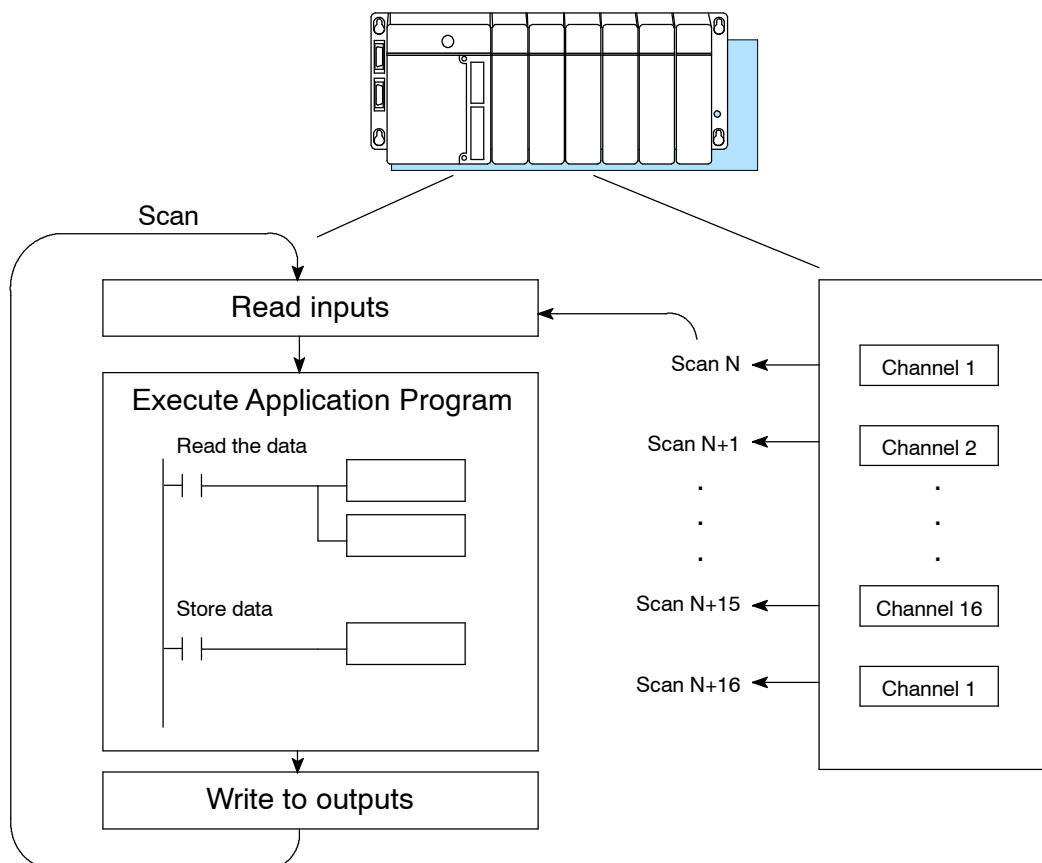 Scan
Read inputs
Execute Application Program
Read the data
Store data
Write to outputs
Scan N
Channel 1
Scan N+1
Channel 2
.
.
.
.
.
.
Scan N+15
Channel 16
Scan N+16
Channel 1